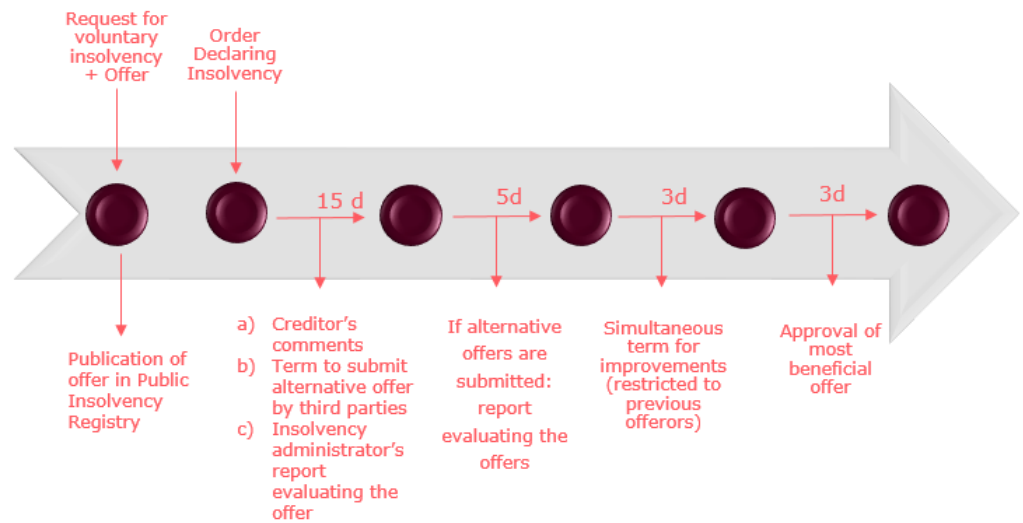 Request for
voluntary
insolvency
+ Offer
Order
Declaring
Insolvency
15 d
5d
3d
3d
Publication of
offer in Public
Insolvency
Registry
a) Creditor's
comments
b) Term to submit
alternative offer
by third parties
c) Insolvency
administrator's
report
evaluating the
offer
If alternative
offers are
submitted:
report
evaluating the
offers
Simultaneous
term for
improvements
(restricted to
previous
offerors)
Approval of
most
beneficial
offer